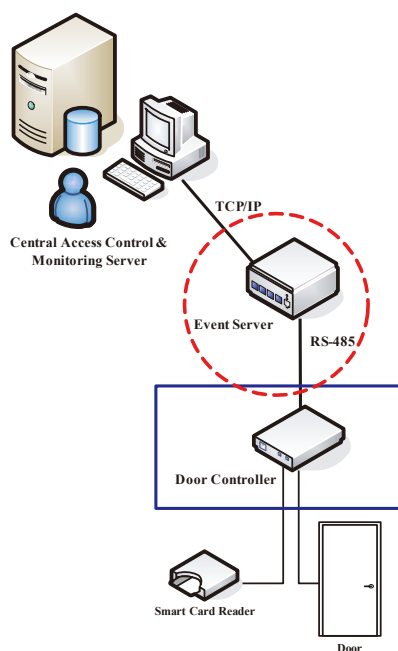 TCP/IP
Central Access Control &
Monitoring Server
Event Server
RS-485
Door Controller
Smart Card Reader
Door